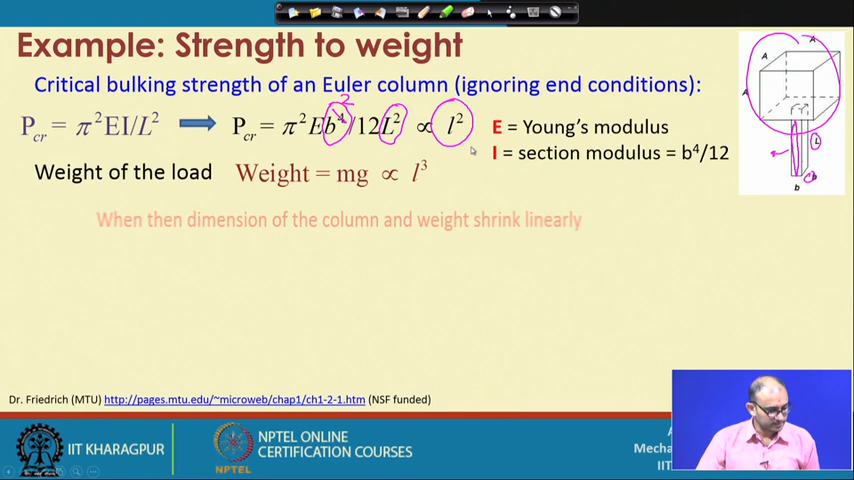 Example: Strength to weight
Critical bulking strength of an Euler column (ignoring end conditions):
Pcr = π²EI/L² Pcr = π²Eb⁴/12L² ∝ l²
2
E = Young's modulus
I = section modulus = b⁴/12
Weight of the load Weight = mg ∝ l³
When then dimension of the column and weight shrink linearly
A
A
A
L
b
b
Dr. Friedrich (MTU) http://pages.mtu.edu/~microweb/chap1/ch1-2-1.htm (NSF funded)
IIT KHARAGPUR
NPTEL
NPTEL ONLINE
CERTIFICATION COURSES
A
Mecha
IIT